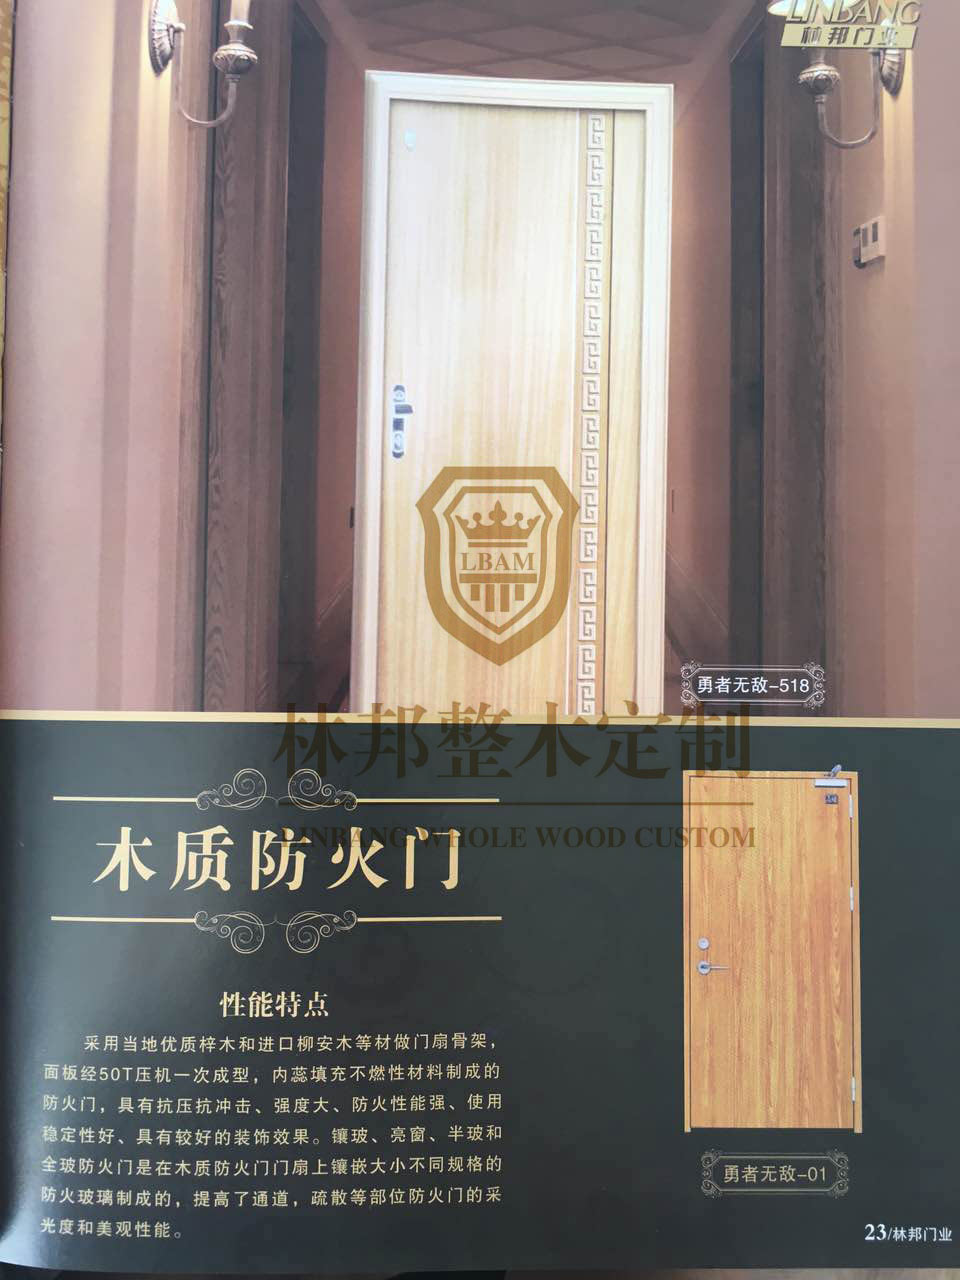 LINBANG
林邦门业
LBAM
勇者无敌-518
林邦整木定制
LINBANG WHOLE WOOD CUSTOM
木质防火门
性能特点
采用当地优质梓木和进口柳安木等材做门扇骨架，
面板经50T压机一次成型，内蕊填充不燃性材料制成的
防火门，具有抗压抗冲击、强度大、防火性能强、使用
稳定性好、具有较好的装饰效果。镶玻、亮窗、半玻和
全玻防火门是在木质防火门门扇上镶嵌大小不同规格的
防火玻璃制成的，提高了通道，疏散等部位防火门的采
光度和美观性能。
勇者无敌-01
23/林邦门业